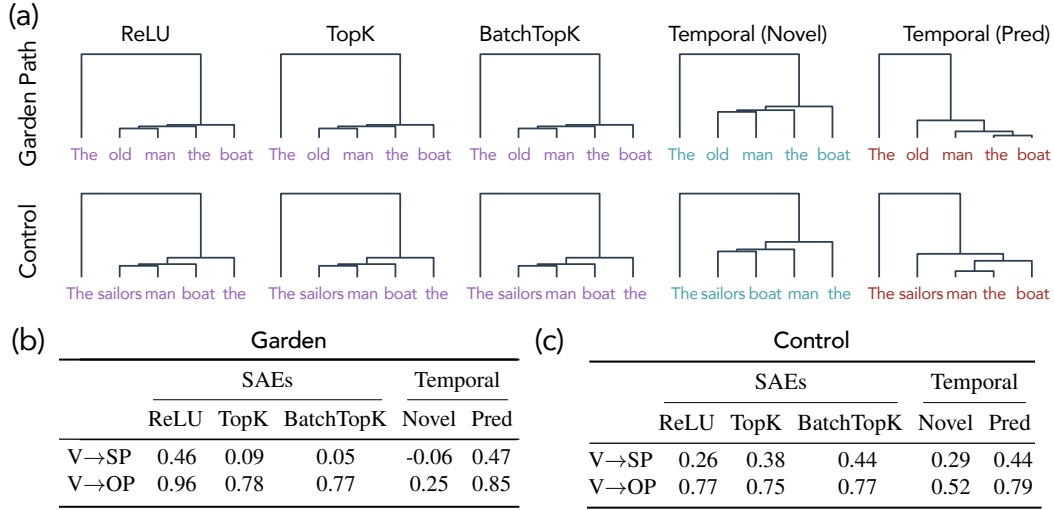 (a)
ReLU TopK BatchTopK Temporal (Novel) Temporal (Pred)
Garden Path
The old man the boat The old man the boat The old man the boat The old man the boat The old man the boat
Control
The sailors man boat the The sailors man boat the The sailors man boat the The sailors boat man the The sailors man the boat
(b) Garden
SAEs Temporal
ReLU TopK BatchTopK Novel Pred
V→SP 0.46 0.09 0.05 -0.06 0.47
V→OP 0.96 0.78 0.77 0.25 0.85
(c) Control
SAEs Temporal
ReLU TopK BatchTopK Novel Pred
V→SP 0.26 0.38 0.44 0.29 0.44
V→OP 0.77 0.75 0.77 0.52 0.79